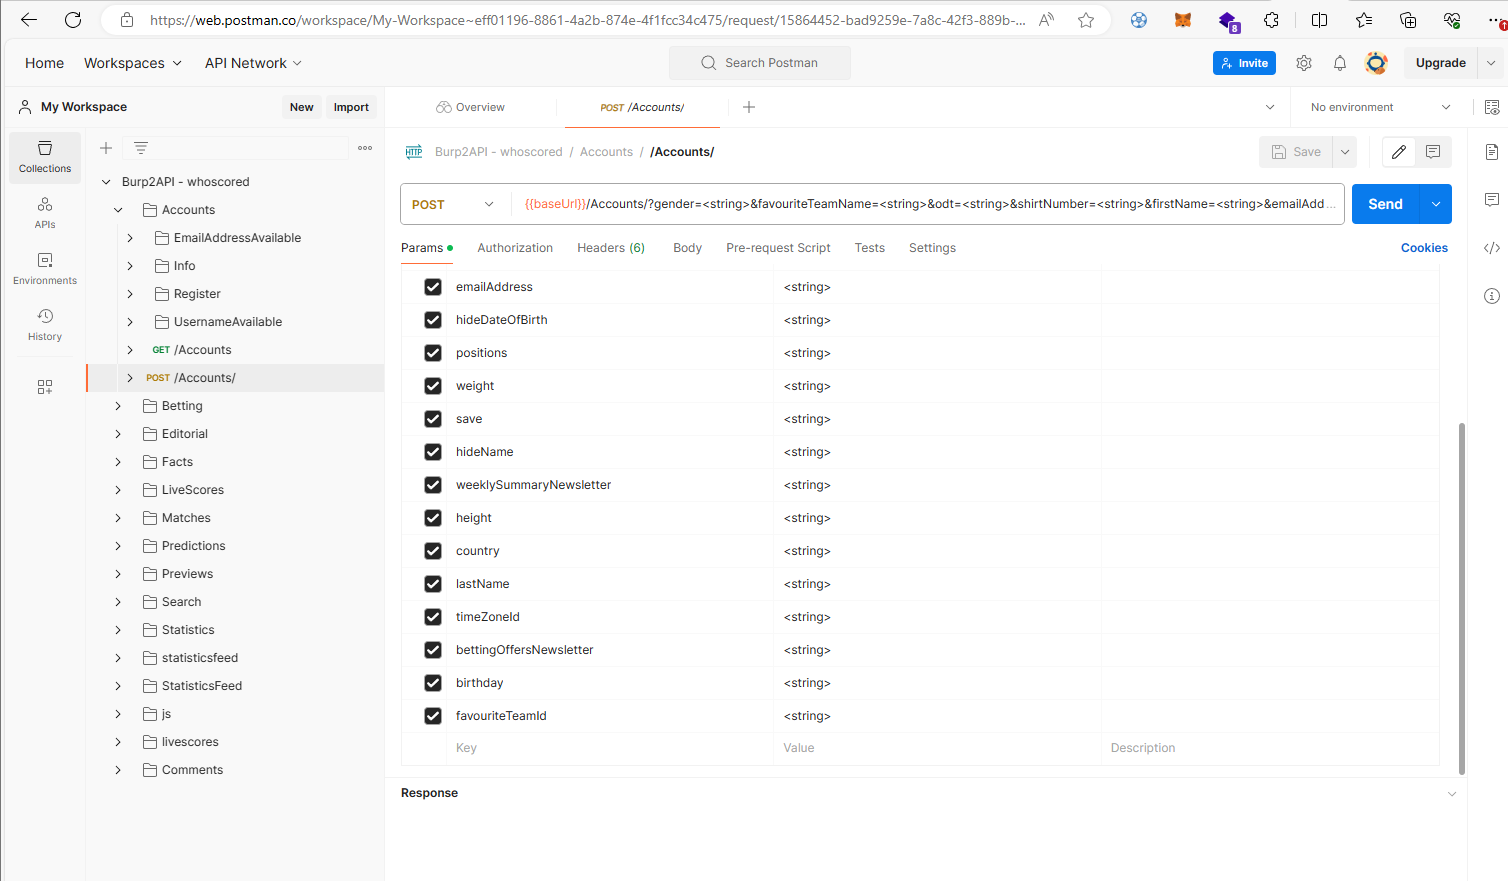 https://web.postman.co/workspace/My-Workspace~eff01196-8861-4a2b-874e-4f1fcc34c475/request/15864452-bad9259e-7a8c-42f3-889b-...
8
1
Home
Workspaces
API Network
Search Postman
Invite
Upgrade
My Workspace
New
Import
Overview
POST /Accounts/
No environment
Collections
APIs
Environments
History
Burp2API - whoscored
Accounts
EmailAddressAvailable
Info
Register
UsernameAvailable
GET /Accounts
POST /Accounts/
Betting
Editorial
Facts
LiveScores
Matches
Predictions
Previews
Search
Statistics
statisticsfeed
StatisticsFeed
js
livescores
Comments
HTTP Burp2API - whoscored / Accounts / /Accounts/
Save
POST
{{baseUrl}}/Accounts/?gender=<string>&favouriteTeamName=<string>&odt=<string>&shirtNumber=<string>&firstName=<string>&emailAdd ...
Send
Params
Authorization
Headers (6)
Body
Pre-request Script
Tests
Settings
Cookies
emailAddress <string>
hideDateOfBirth <string>
positions <string>
weight <string>
save <string>
hideName <string>
weeklySummaryNewsletter <string>
height <string>
country <string>
lastName <string>
timeZoneId <string>
bettingOffersNewsletter <string>
birthday <string>
favouriteTeamId <string>
Key Value Description
Response